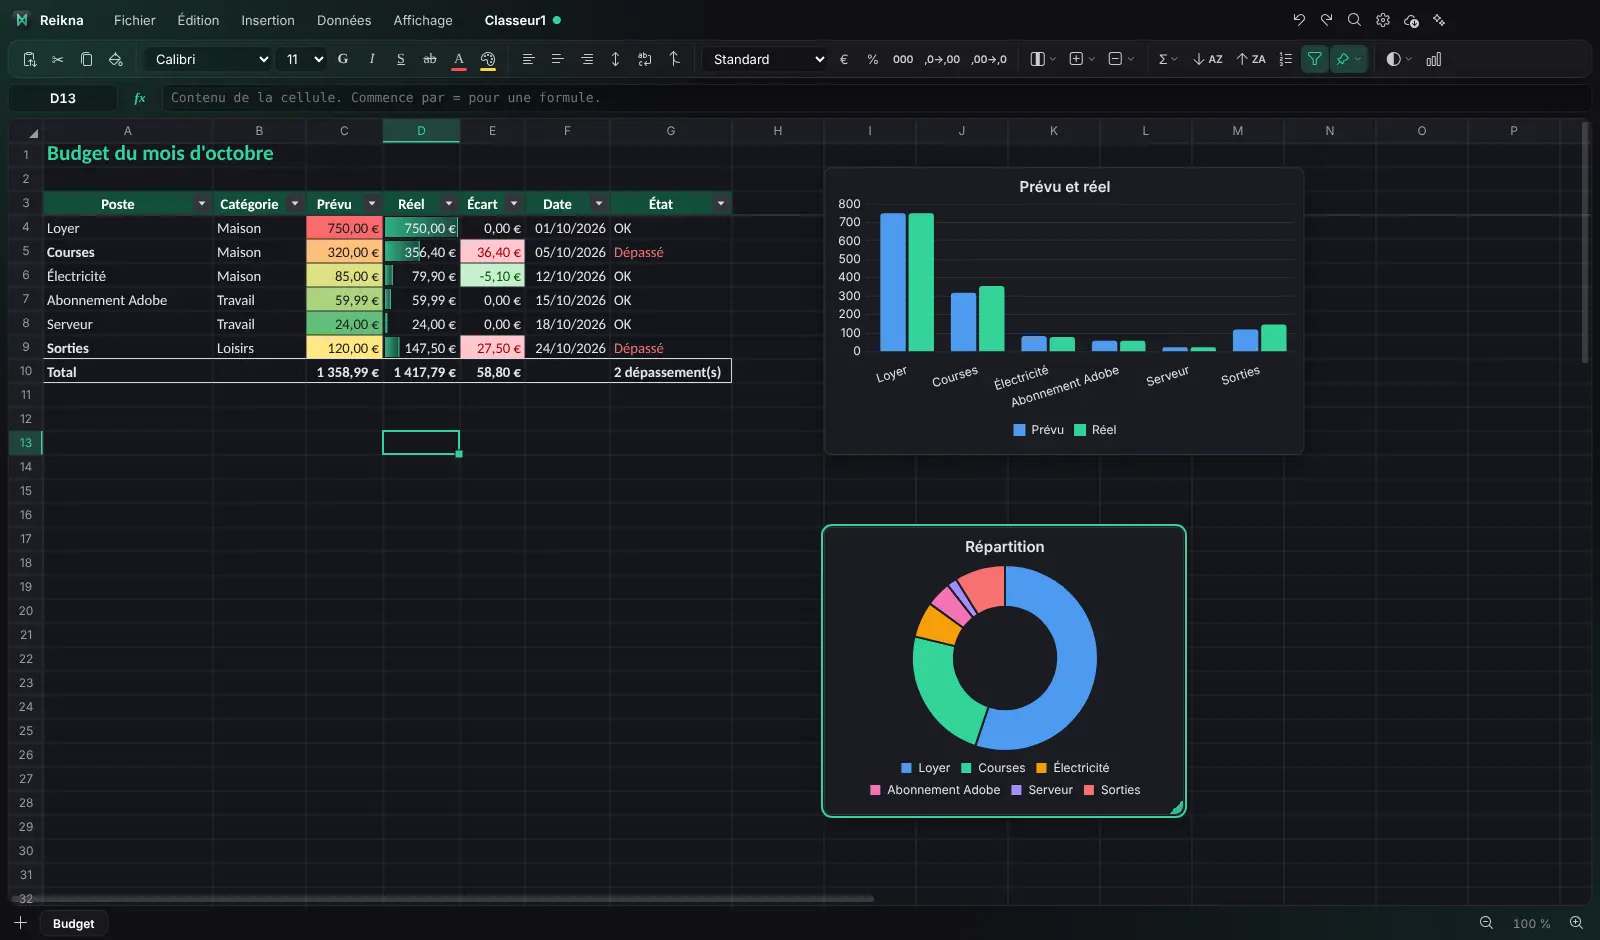 Reikna Fichier Édition Insertion Données Affichage Classeur1
Calibri 11 G I S ab A Standard € % 000 ,0→,00 ,00→,0 Σ AZ ZA
D13 fx Contenu de la cellule. Commence par = pour une formule.
A B C D E F G H I J K L M N O P
1 Budget du mois d'octobre
2
3 Poste Catégorie Prévu Réel Écart Date État
4 Loyer Maison 750,00 € 750,00 € 0,00 € 01/10/2026 OK
5 Courses Maison 320,00 € 356,40 € 36,40 € 05/10/2026 Dépassé
6 Électricité Maison 85,00 € 79,90 € -5,10 € 12/10/2026 OK
7 Abonnement Adobe Travail 59,99 € 59,99 € 0,00 € 15/10/2026 OK
8 Serveur Travail 24,00 € 24,00 € 0,00 € 18/10/2026 OK
9 Sorties Loisirs 120,00 € 147,50 € 27,50 € 24/10/2026 Dépassé
10 Total 1 358,99 € 1 417,79 € 58,80 € 2 dépassement(s)
11
12
13
14
15
16
17
18
19
20
21
22
23
24
25
26
27
28
29
30
31
32
Prévu et réel
800
700
600
500
400
300
200
100
0
Loyer Courses Électricité Abonnement Adobe Serveur Sorties
Prévu Réel
Répartition
Loyer Courses Électricité
Abonnement Adobe Serveur Sorties
Budget 100 %